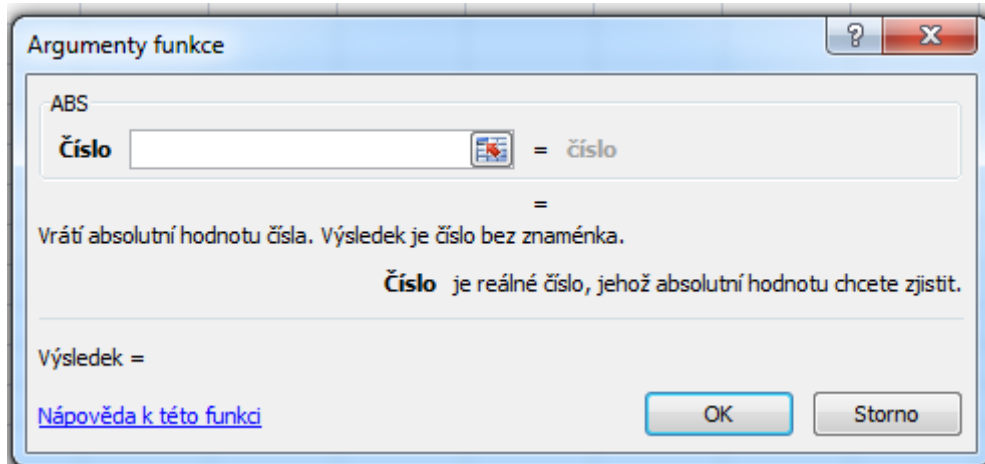 Argumenty funkce
ABS
Číslo = číslo
=
Vrátí absolutní hodnotu čísla. Výsledek je číslo bez znaménka.
Číslo je reálné číslo, jehož absolutní hodnotu chcete zjistit.
Výsledek =
Nápověda k této funkci OK Storno